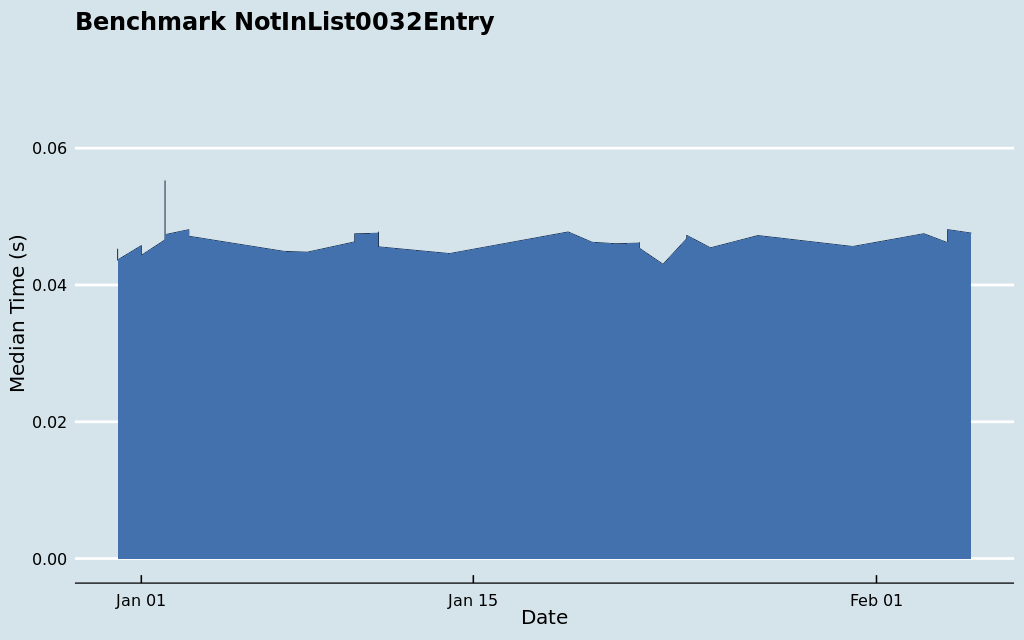 Benchmark NotInList0032Entry
0.06
0.04
0.02
0.00
Median Time (s)
Jan 01
Jan 15
Feb 01
Date